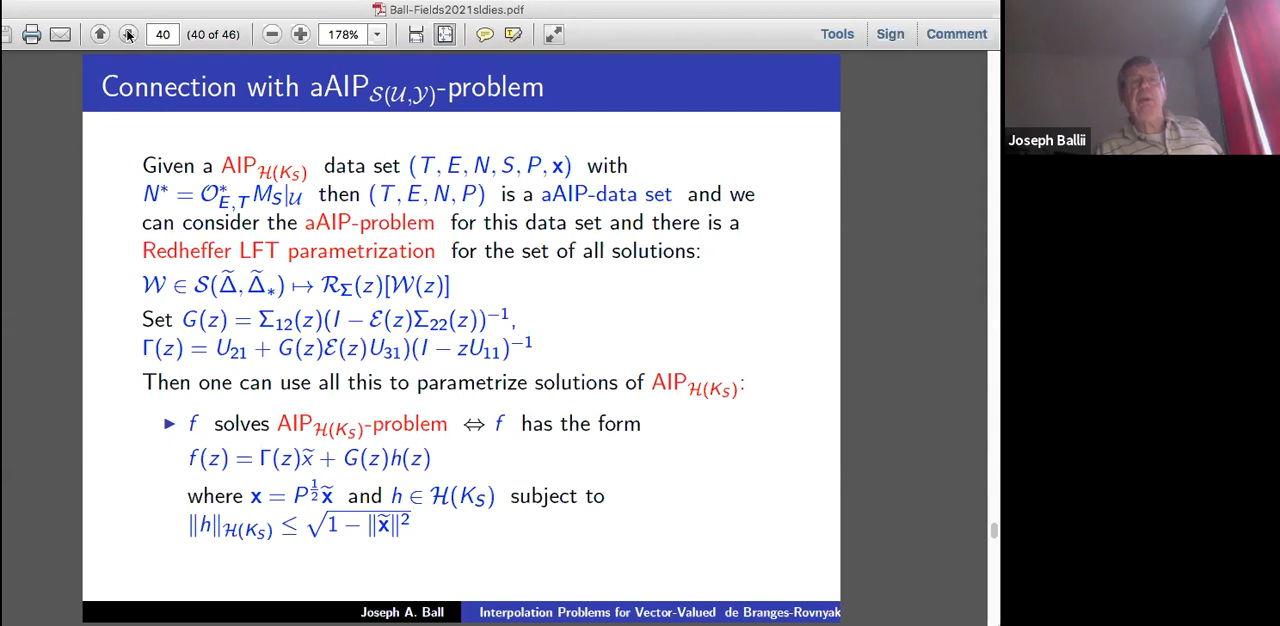 Ball-Fields2021sldies.pdf
40 (40 of 46) 178% Tools Sign Comment
Connection with aAIP_{𝒮(𝒰,𝒴)}-problem
Given a AIP_{ℋ(K_S)} data set (T, E, N, S, P, x) with
N* = 𝒪*_{E,T} M_S|_𝒰 then (T, E, N, P) is a aAIP-data set and we
can consider the aAIP-problem for this data set and there is a
Redheffer LFT parametrization for the set of all solutions:
𝒲 ∈ 𝒮(Δ̃, Δ̃_*) ↦ ℛ_Σ(z)[𝒲(z)]
Set G(z) = Σ₁₂(z)(I − ℰ(z)Σ₂₂(z))⁻¹,
Γ(z) = U₂₁ + G(z)ℰ(z)U₃₁)(I − zU₁₁)⁻¹
Then one can use all this to parametrize solutions of AIP_{ℋ(K_S)}:
▶ f solves AIP_{ℋ(K_S)}-problem ⇔ f has the form
f(z) = Γ(z)x̃ + G(z)h(z)
where x = P^{1/2}x̃ and h ∈ ℋ(K_S) subject to
‖h‖_{ℋ(K_S)} ≤ √(1 − ‖x̃‖²)
Joseph A. Ball Interpolation Problems for Vector-Valued de Branges-Rovnyak
Joseph Ballii